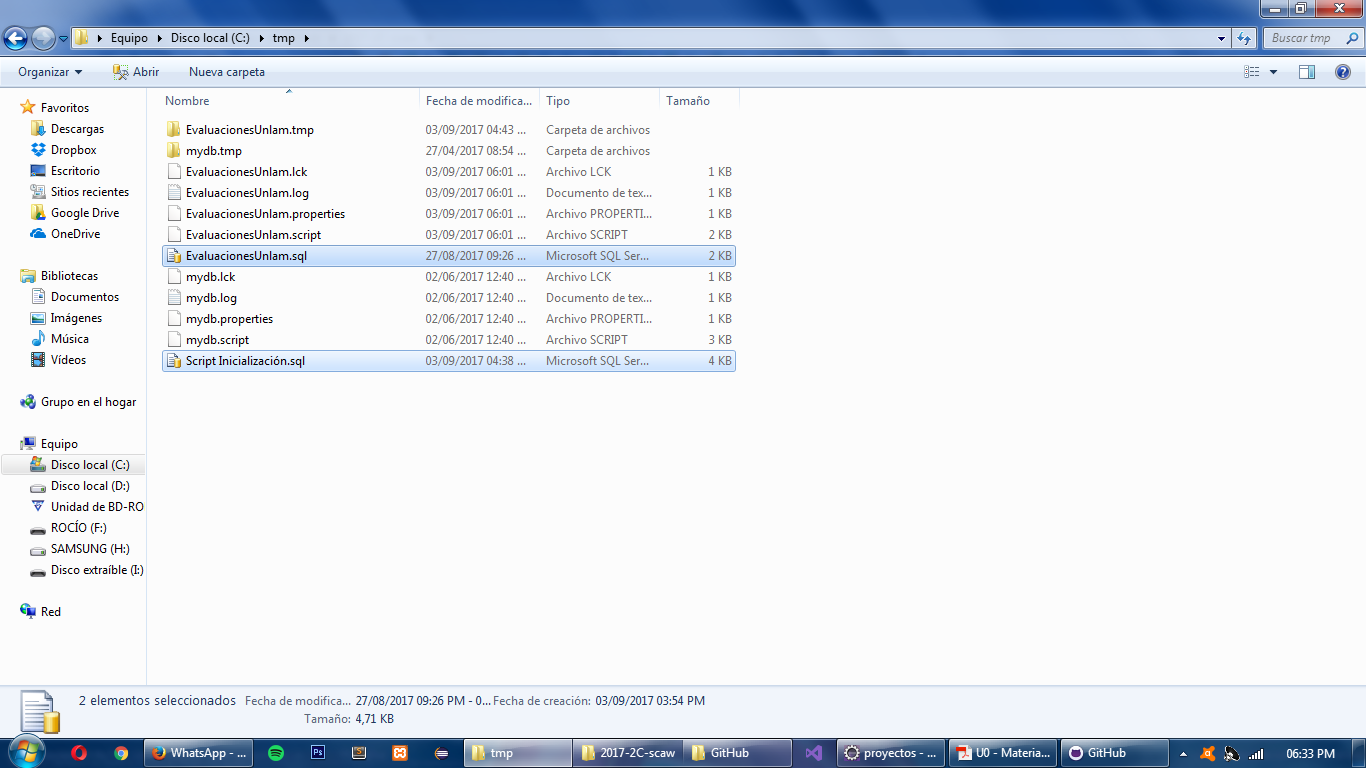 Equipo Disco local (C:) tmp
Buscar tmp
Organizar Abrir Nueva carpeta
Favoritos
Descargas
Dropbox
Escritorio
Sitios recientes
Google Drive
OneDrive
Bibliotecas
Documentos
Imágenes
Música
Vídeos
Grupo en el hogar
Equipo
Disco local (C:)
Disco local (D:)
Unidad de BD-RO
ROCÍO (F:)
SAMSUNG (H:)
Disco extraíble (I:)
Red
Nombre Fecha de modifica... Tipo Tamaño
EvaluacionesUnlam.tmp 03/09/2017 04:43 ... Carpeta de archivos
mydb.tmp 27/04/2017 08:54 ... Carpeta de archivos
EvaluacionesUnlam.lck 03/09/2017 06:01 ... Archivo LCK 1 KB
EvaluacionesUnlam.log 03/09/2017 06:01 ... Documento de tex... 1 KB
EvaluacionesUnlam.properties 03/09/2017 06:01 ... Archivo PROPERTI... 1 KB
EvaluacionesUnlam.script 03/09/2017 06:01 ... Archivo SCRIPT 2 KB
EvaluacionesUnlam.sql 27/08/2017 09:26 ... Microsoft SQL Ser... 2 KB
mydb.lck 02/06/2017 12:40 ... Archivo LCK 1 KB
mydb.log 02/06/2017 12:40 ... Documento de tex... 1 KB
mydb.properties 02/06/2017 12:40 ... Archivo PROPERTI... 1 KB
mydb.script 02/06/2017 12:40 ... Archivo SCRIPT 3 KB
Script Inicialización.sql 03/09/2017 04:38 ... Microsoft SQL Ser... 4 KB
2 elementos seleccionados Fecha de modifica... 27/08/2017 09:26 PM - 0... Fecha de creación: 03/09/2017 03:54 PM
Tamaño: 4,71 KB
WhatsApp - ... Ps tmp 2017-2C-scaw GitHub proyectos - ... U0 - Materia... GitHub 06:33 PM